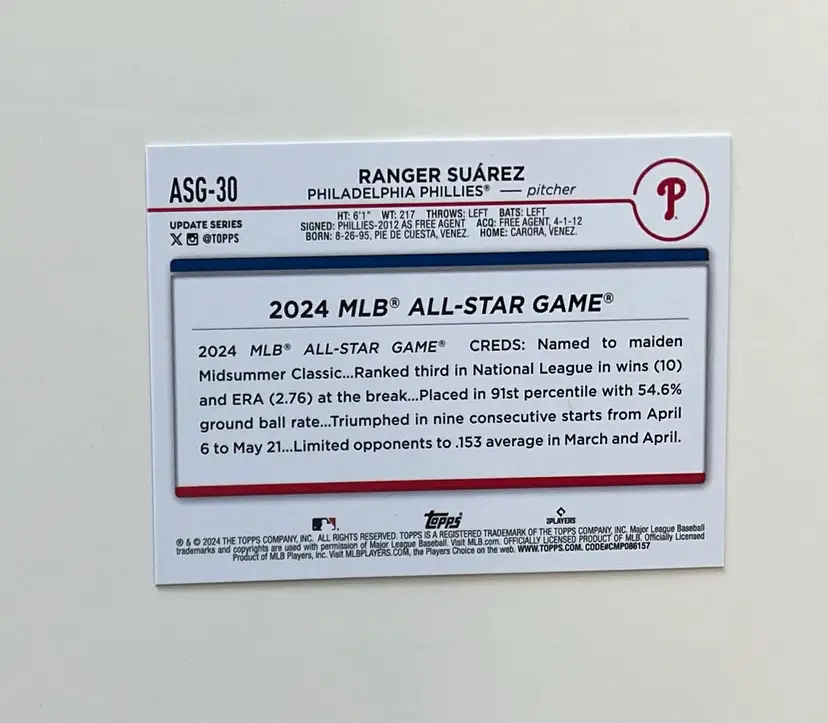 ASG-30
RANGER SUÁREZ
PHILADELPHIA PHILLIES® — pitcher
P
UPDATE SERIES
@TOPPS
HT: 6'1" WT: 217 THROWS: LEFT BATS: LEFT
SIGNED: PHILLIES-2012 AS FREE AGENT ACQ: FREE AGENT, 4-1-12
BORN: 8-26-95, PIE DE CUESTA, VENEZ. HOME: CARORA, VENEZ.
2024 MLB® ALL-STAR GAME®
2024 MLB® ALL-STAR GAME® CREDS: Named to maiden
Midsummer Classic...Ranked third in National League in wins (10)
and ERA (2.76) at the break...Placed in 91st percentile with 54.6%
ground ball rate...Triumphed in nine consecutive starts from April
6 to May 21...Limited opponents to .153 average in March and April.
Topps®
PLAYERS
® & © 2024 THE TOPPS COMPANY, INC. ALL RIGHTS RESERVED. TOPPS IS A REGISTERED TRADEMARK OF THE TOPPS COMPANY, INC. Major League Baseball
trademarks and copyrights are used with permission of Major League Baseball. Visit MLB.com. OFFICIALLY LICENSED PRODUCT OF MLB. Officially Licensed
Product of MLB Players, Inc. Visit MLBPLAYERS.COM, the Players Choice on the web. WWW.TOPPS.COM. CODE#CMP086157